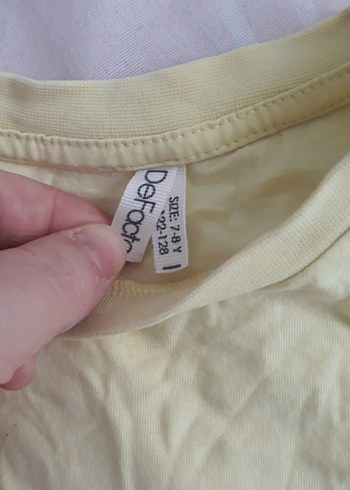 DeFacto
SIZE: 7-8 Y
122-128